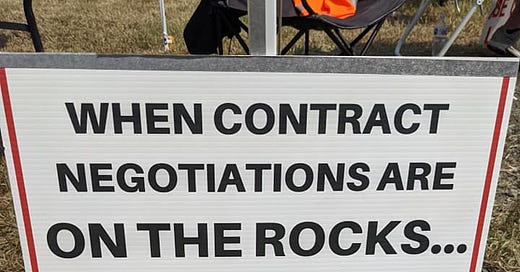 WHEN CONTRACT
NEGOTIATIONS ARE
ON THE ROCKS...